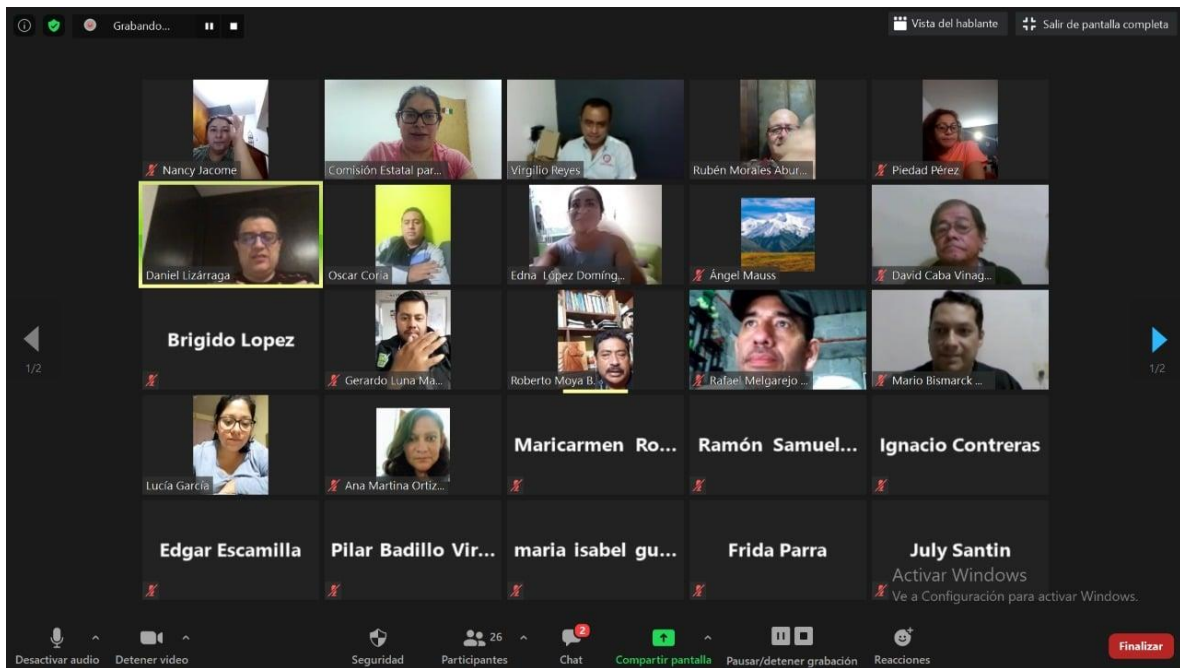 Grabando...
Vista del hablante
Salir de pantalla completa
Nancy Jacome
Comisión Estatal par...
Virgilio Reyes
Rubén Morales Abur...
Piedad Pérez
Daniel Lizárraga
Oscar Coria
Edna López Doming...
Ángel Mauss
David Caba Vinag...
Brigido Lopez
Gerardo Luna Ma...
Roberto Moya B.
Rafael Melgarejo ...
Mario Bismarck ...
1/2
1/2
Lucía García
Ana Martina Ortiz...
Maricarmen Ro...
Ramón Samuel...
Ignacio Contreras
Edgar Escamilla
Pilar Badillo Vir...
maria isabel gu...
Frida Parra
July Santin
Activar Windows
Ve a Configuración para activar Windows.
Desactivar audio
Detener video
Seguridad
26
Participantes
2
Chat
Compartir pantalla
Pausar/detener grabación
Reacciones
Finalizar